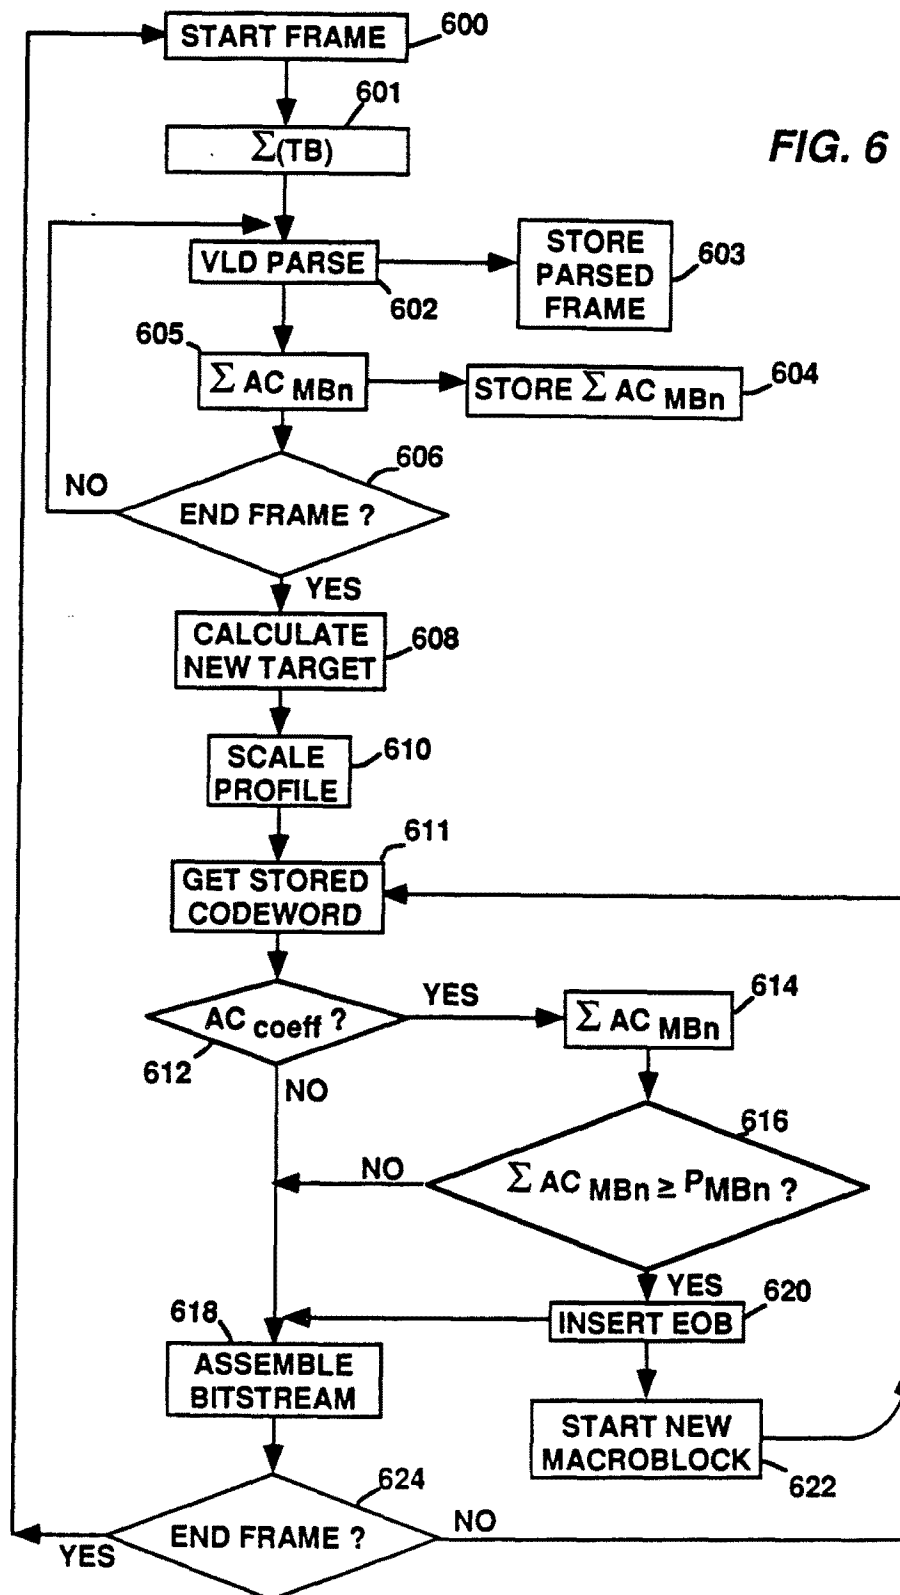 START FRAME
600
601
Σ(TB)
FIG. 6
VLD PARSE
602
STORE
PARSED
FRAME
603
605
Σ AC MBn
STORE Σ AC MBn
604
606
END FRAME ?
NO
YES
CALCULATE
NEW TARGET
608
SCALE
PROFILE
610
611
GET STORED
CODEWORD
AC coeff ?
612
YES
NO
614
Σ AC MBn
616
Σ AC MBn ≥ PMBn ?
NO
YES
620
INSERT EOB
618
ASSEMBLE
BITSTREAM
START NEW
MACROBLOCK
622
624
END FRAME ?
NO
YES